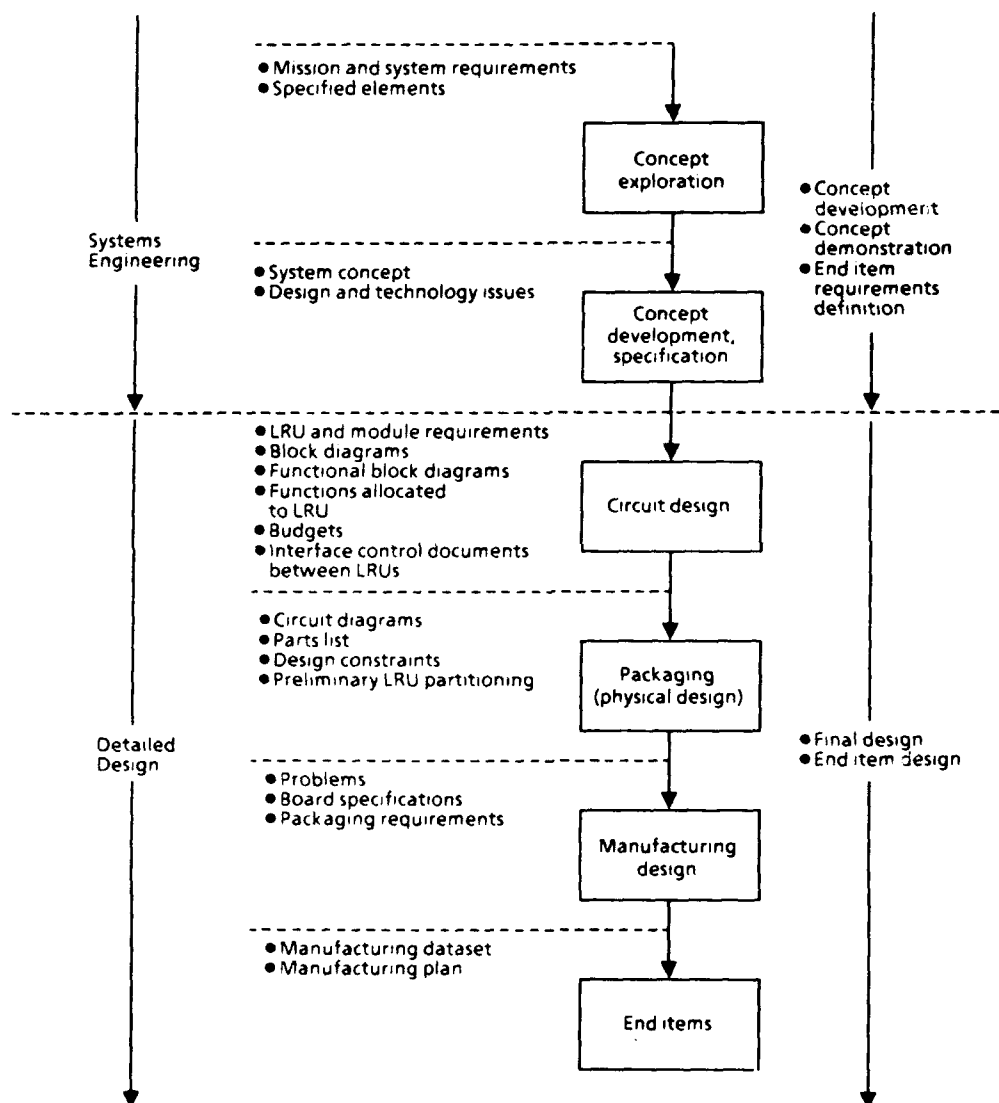 ● Mission and system requirements
● Specified elements
Concept
exploration
● Concept
development
● Concept
demonstration
● End item
requirements
definition
Systems
Engineering
● System concept
● Design and technology issues
Concept
development,
specification
● LRU and module requirements
● Block diagrams
● Functional block diagrams
● Functions allocated
to LRU
● Budgets
● Interface control documents
between LRUs
Circuit design
● Circuit diagrams
● Parts list
● Design constraints
● Preliminary LRU partitioning
Packaging
(physical design)
Detailed
Design
● Final design
● End item design
● Problems
● Board specifications
● Packaging requirements
Manufacturing
design
● Manufacturing dataset
● Manufacturing plan
End items